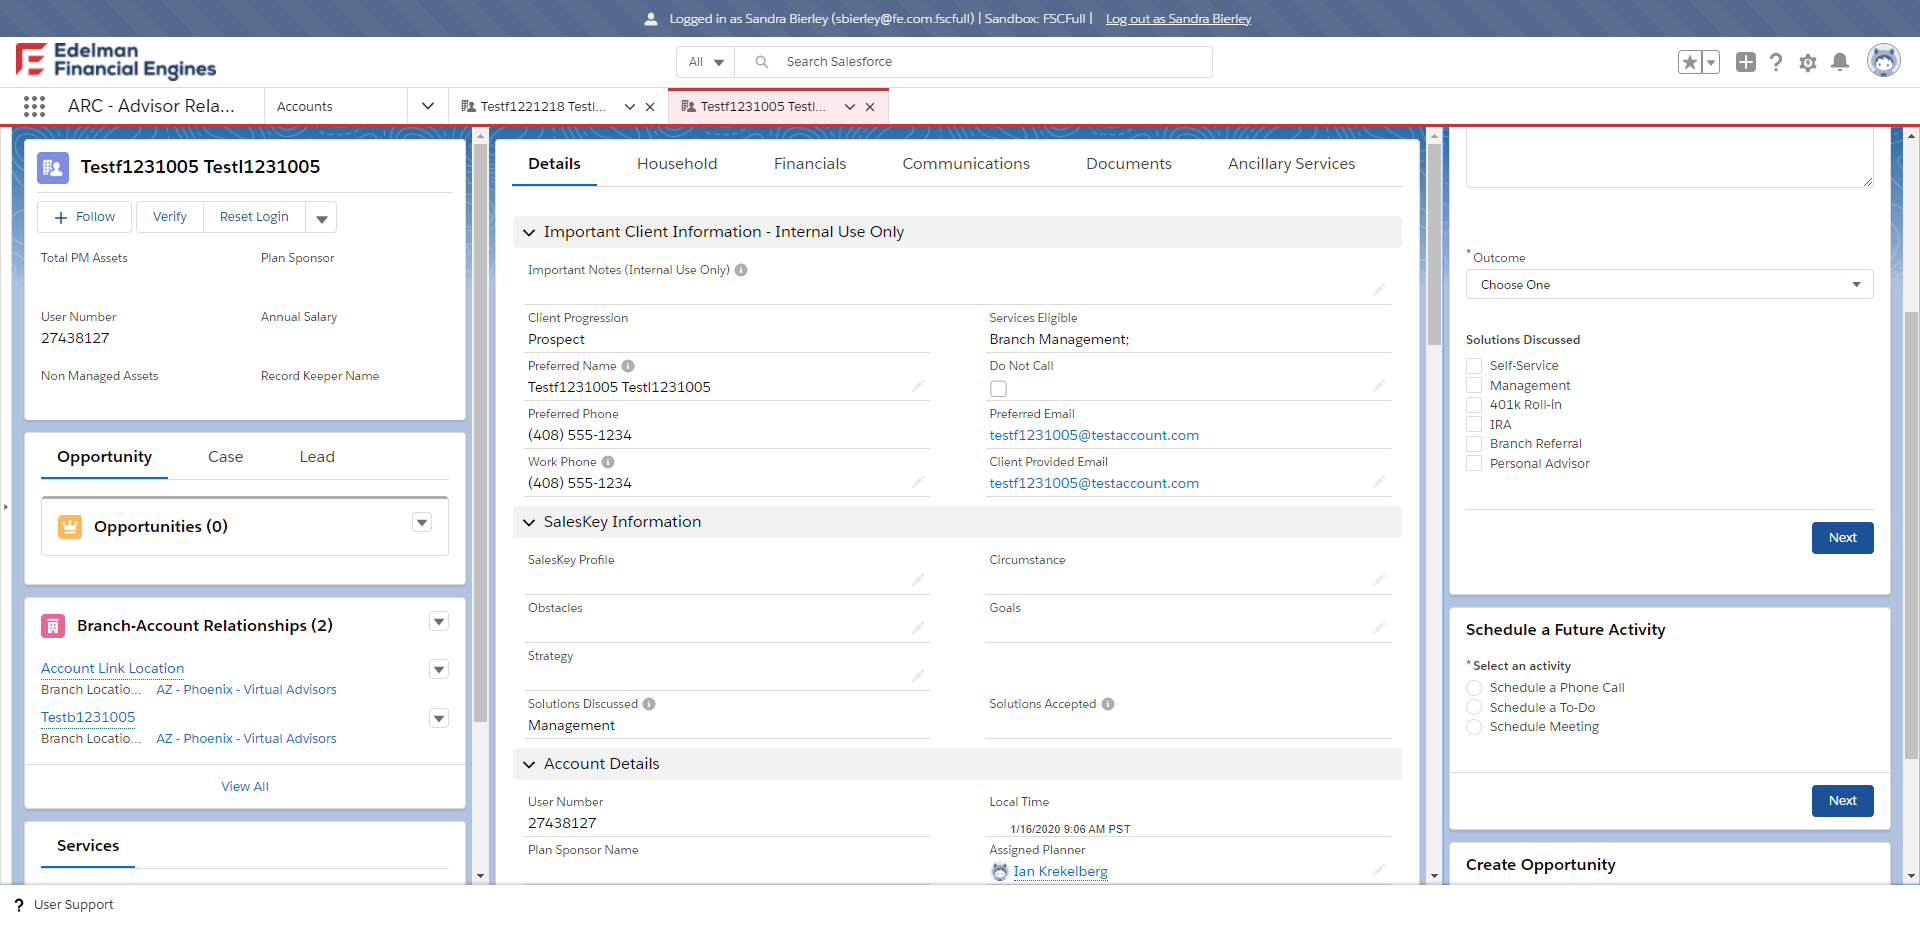 Logged in as Sandra Bierley (sbierley@fe.com.fscfull) | Sandbox: FSCFull | Log out as Sandra Bierley
Edelman
Financial Engines
All
Search Salesforce
ARC - Advisor Rela...
Accounts
Testf1221218 Testl...
Testf1231005 Testl...
Testf1231005 Testl1231005
Follow
Verify
Reset Login
Total PM Assets
Plan Sponsor
User Number
27438127
Annual Salary
Non Managed Assets
Record Keeper Name
Opportunity
Case
Lead
Opportunities (0)
Branch-Account Relationships (2)
Account Link Location
Branch Locatio... AZ - Phoenix - Virtual Advisors
Testb1231005
Branch Locatio... AZ - Phoenix - Virtual Advisors
View All
Services
Details
Household
Financials
Communications
Documents
Ancillary Services
Important Client Information - Internal Use Only
Important Notes (Internal Use Only)
Client Progression
Prospect
Services Eligible
Branch Management;
Preferred Name
Testf1231005 Testl1231005
Do Not Call
Preferred Phone
(408) 555-1234
Preferred Email
testf1231005@testaccount.com
Work Phone
(408) 555-1234
Client Provided Email
testf1231005@testaccount.com
SalesKey Information
SalesKey Profile
Circumstance
Obstacles
Goals
Strategy
Solutions Discussed
Management
Solutions Accepted
Account Details
User Number
27438127
Local Time
1/16/2020 9:06 AM PST
Plan Sponsor Name
Assigned Planner
Ian Krekelberg
* Outcome
Choose One
Solutions Discussed
Self-Service
Management
401k Roll-in
IRA
Branch Referral
Personal Advisor
Next
Schedule a Future Activity
* Select an activity
Schedule a Phone Call
Schedule a To-Do
Schedule Meeting
Next
Create Opportunity
? User Support